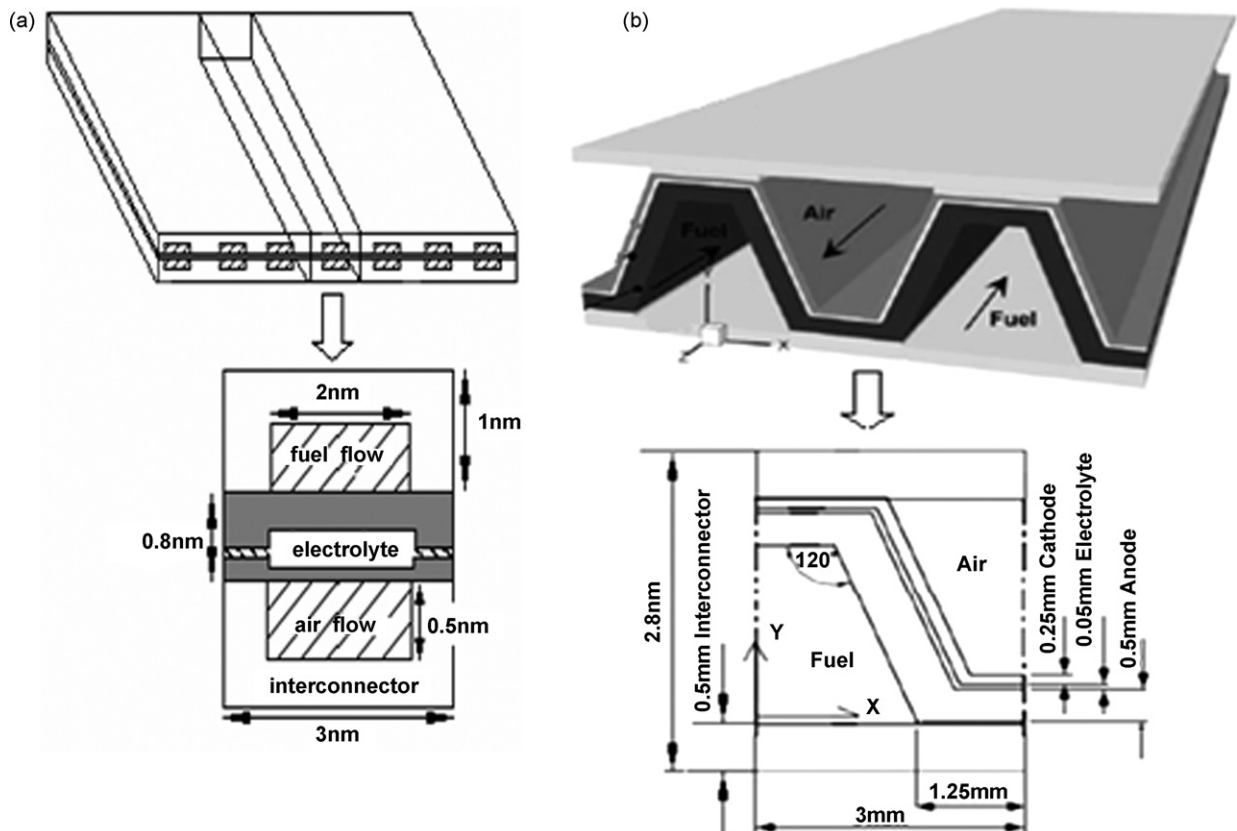 (a)
2nm
1nm
fuel flow
0.8nm
electrolyte
air flow
0.5nm
interconnector
3nm
(b)
Air
Fuel
Fuel
Y
Z
X
2.8mm
0.5mm Interconnector
120
Air
Y
Fuel
X
0.25mm Cathode
0.05mm Electrolyte
0.5mm Anode
1.25mm
3mm